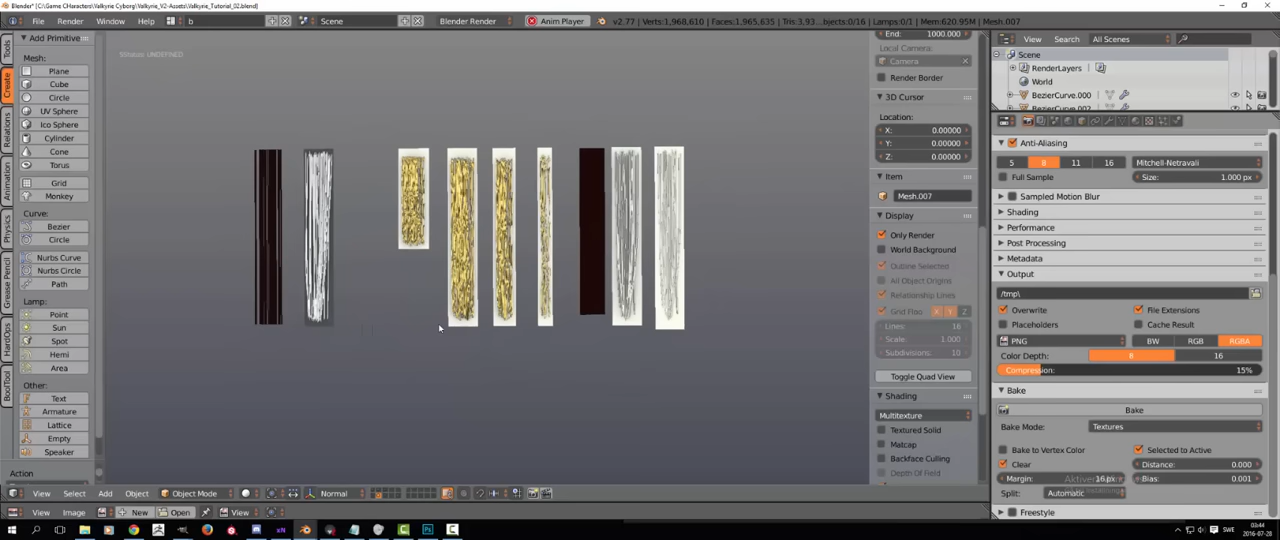 Blender* [C:\Game CHaracters\Valkyrie Cyborg\Valkyrie_V2-Assets\Valkyrie_Tutorial_02.blend]
File Render Window Help b Scene Blender Render Anim Player v2.77 | Verts:1,968,610 | Faces:1,965,635 | Tris:3,93
0/16 | Lamps:0/1 | Mem:620.95M | Mesh.007
Tools
Create
Relations
Animation
Physics
Grease Pencil
HardOps
BoolTool
Add Primitive
Mesh:
Plane
Cube
Circle
UV Sphere
Ico Sphere
Cylinder
Cone
Torus
Grid
Monkey
Curve:
Bezier
Circle
Nurbs Curve
Nurbs Circle
Path
Lamp:
Point
Sun
Spot
Hemi
Area
Other:
Text
Armature
Lattice
Empty
Speaker
Action
End: 1000.000
Local Camera:
Camera
Render Border
3D Cursor
Location:
X: 0.00000
Y: 0.00000
Z: 0.00000
Item
Mesh.007
Display
Only Render
World Background
Outline Selected
All Object Origins
Relationship Lines
Grid Floo X Y Z
Lines: 16
Scale: 1.000
Subdivisions: 10
Toggle Quad View
Shading
Multitexture
Textured Solid
Matcap
Backface Culling
Depth Of Field
View Search All Scenes
Scene
RenderLayers
World
BezierCurve.000
BezierCurve.002
Anti-Aliasing
5 8 11 16 Mitchell-Netravali
Full Sample Size: 1.000 px
Sampled Motion Blur
Shading
Performance
Post Processing
Metadata
Output
/tmp\
Overwrite File Extensions
Placeholders Cache Result
PNG BW RGB RGBA
Color Depth: 8 16
Compression: 15%
Bake
Bake
Bake Mode: Textures
Bake to Vertex Color Selected to Active
Clear Distance: 0.000
Margin: 16 px Bias: 0.001
Split: Automatic
Freestyle
View Select Add Object Object Mode Normal
View Image New Open View
SWE 03:44
2016-07-28